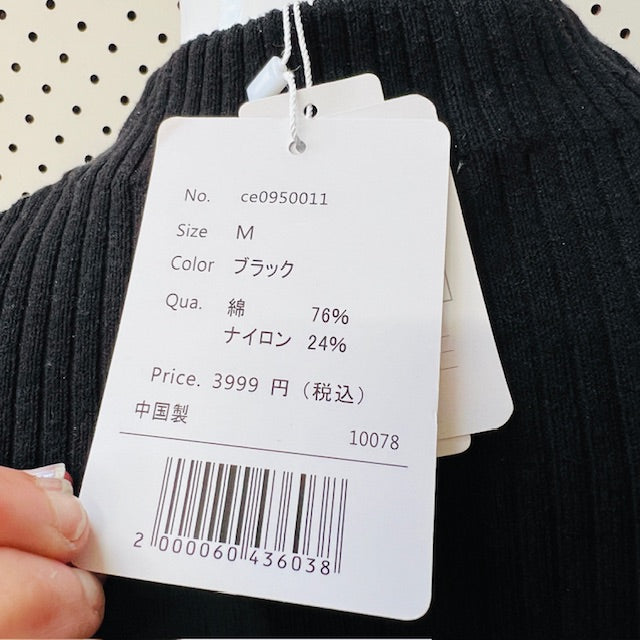 No. ce0950011
Size M
Color ブラック
Qua. 綿 76%
ナイロン 24%
Price. 3999 円（税込）
中国製
10078
2 000060 436038